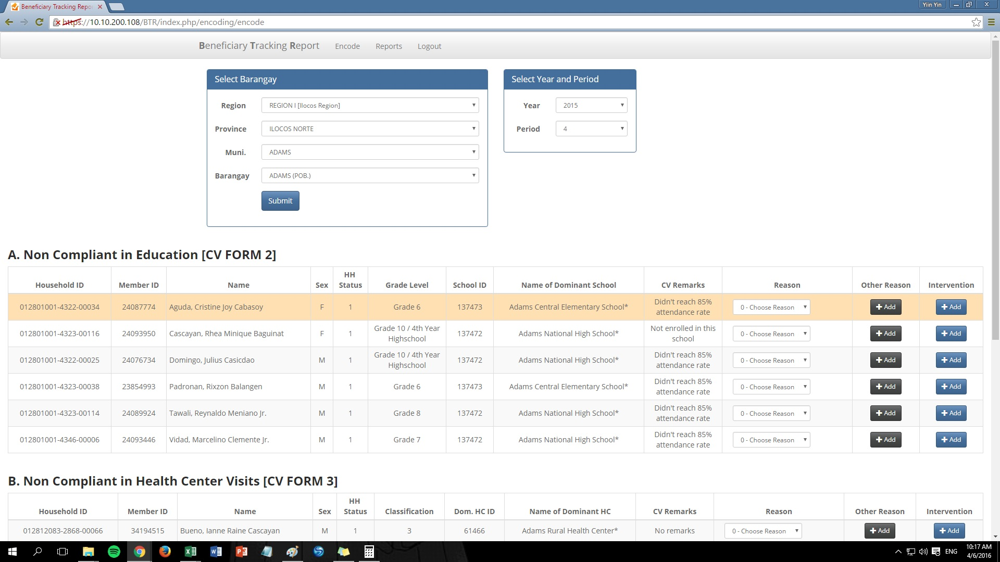 Beneficiary Tracking Repo
Yiin Yin
https://10.10.200.108/BTR/index.php/encoding/encode
Beneficiary Tracking Report Encode Reports Logout
Select Barangay
Region REGION I [Ilocos Region]
Province ILOCOS NORTE
Muni. ADAMS
Barangay ADAMS (POB.)
Submit
Select Year and Period
Year 2015
Period 4
A. Non Compliant in Education [CV FORM 2]
Household ID Member ID Name Sex HH Status Grade Level School ID Name of Dominant School CV Remarks Reason Other Reason Intervention
012801001-4322-00034 24087774 Aguda, Cristine Joy Cabasoy F 1 Grade 6 137473 Adams Central Elementary School* Didn't reach 85% attendance rate 0 - Choose Reason Add Add
012801001-4323-00116 24093950 Cascayan, Rhea Minique Baguinat F 1 Grade 10 / 4th Year Highschool 137472 Adams National High School* Not enrolled in this school 0 - Choose Reason Add Add
012801001-4322-00025 24076734 Domingo, Julius Casicdao M 1 Grade 10 / 4th Year Highschool 137472 Adams National High School* Didn't reach 85% attendance rate 0 - Choose Reason Add Add
012801001-4323-00038 23854993 Padronan, Rixzon Balangen M 1 Grade 6 137473 Adams Central Elementary School* Didn't reach 85% attendance rate 0 - Choose Reason Add Add
012801001-4323-00114 24089924 Tawali, Reynaldo Meniano Jr. M 1 Grade 8 137472 Adams National High School* Didn't reach 85% attendance rate 0 - Choose Reason Add Add
012801001-4346-00006 24093446 Vidad, Marcelino Clemente Jr. M 1 Grade 7 137472 Adams National High School* Didn't reach 85% attendance rate 0 - Choose Reason Add Add
B. Non Compliant in Health Center Visits [CV FORM 3]
Household ID Member ID Name Sex HH Status Classification Dom. HC ID Name of Dominant HC CV Remarks Reason Other Reason Intervention
012812083-2868-00066 34194515 Bueno, Ianne Raine Cascayan M 1 3 61466 Adams Rural Health Center* No remarks 0 - Choose Reason Add Add
ENG
10:17 AM
4/6/2016